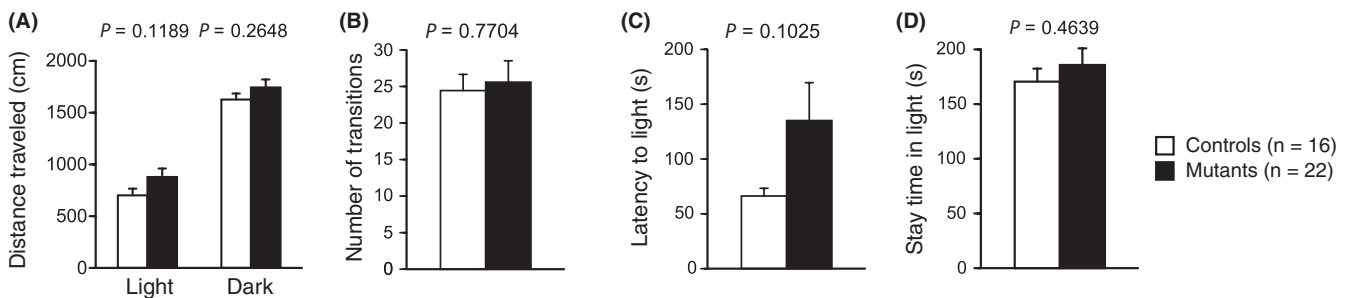 (A)
P = 0.1189 P = 0.2648
Distance traveled (cm)
2000
1500
1000
500
0
Light Dark
(B)
P = 0.7704
Number of transitions
30
25
20
15
10
5
0
(C)
P = 0.1025
Latency to light (s)
200
150
100
50
0
(D)
P = 0.4639
Stay time in light (s)
200
150
100
50
0
Controls (n = 16)
Mutants (n = 22)